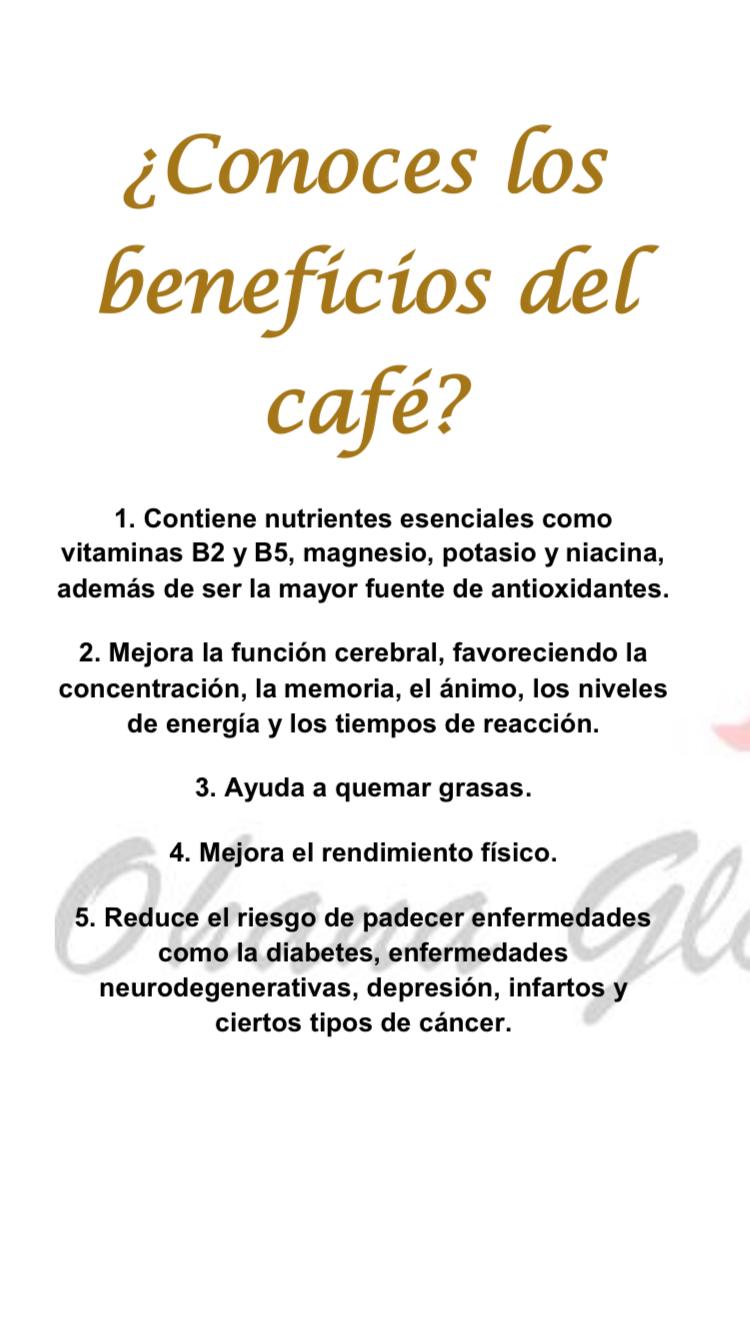 ¿Conoces los
beneficios del
café?
1. Contiene nutrientes esenciales como
vitaminas B2 y B5, magnesio, potasio y niacina,
además de ser la mayor fuente de antioxidantes.
2. Mejora la función cerebral, favoreciendo la
concentración, la memoria, el ánimo, los niveles
de energía y los tiempos de reacción.
3. Ayuda a quemar grasas.
4. Mejora el rendimiento físico.
Ohana Glo
5. Reduce el riesgo de padecer enfermedades
como la diabetes, enfermedades
neurodegenerativas, depresión, infartos y
ciertos tipos de cáncer.